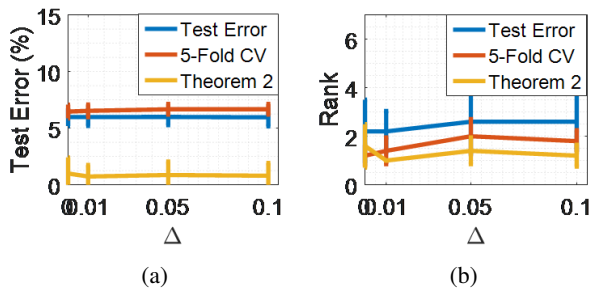 15
10
5
0
Test Error (%)
Test Error
5-Fold CV
Theorem 2
0 0.01 0.05 0.1
Δ
(a)
6
4
2
0
Rank
Test Error
5-Fold CV
Theorem 2
0 0.01 0.05 0.1
Δ
(b)